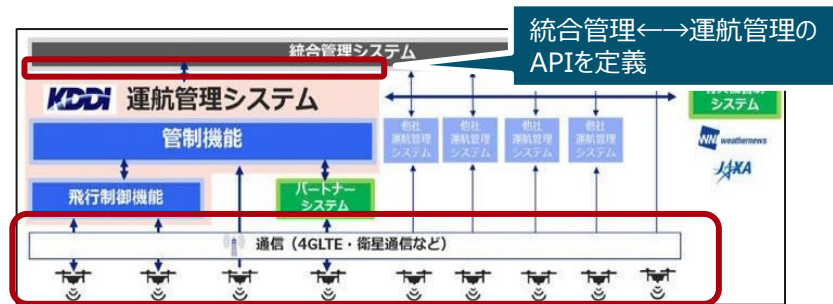 統合管理←→運航管理の
APIを定義
統合管理システム
KDDI 運航管理システム
管制機能
他社
運航管理
システム
他社
運航管理
システム
他社
運航管理
システム
他社
運航管理
システム
システム
WN weathernews
JAXA
飛行制御機能
パートナー
システム
通信（4GLTE・衛星通信など）